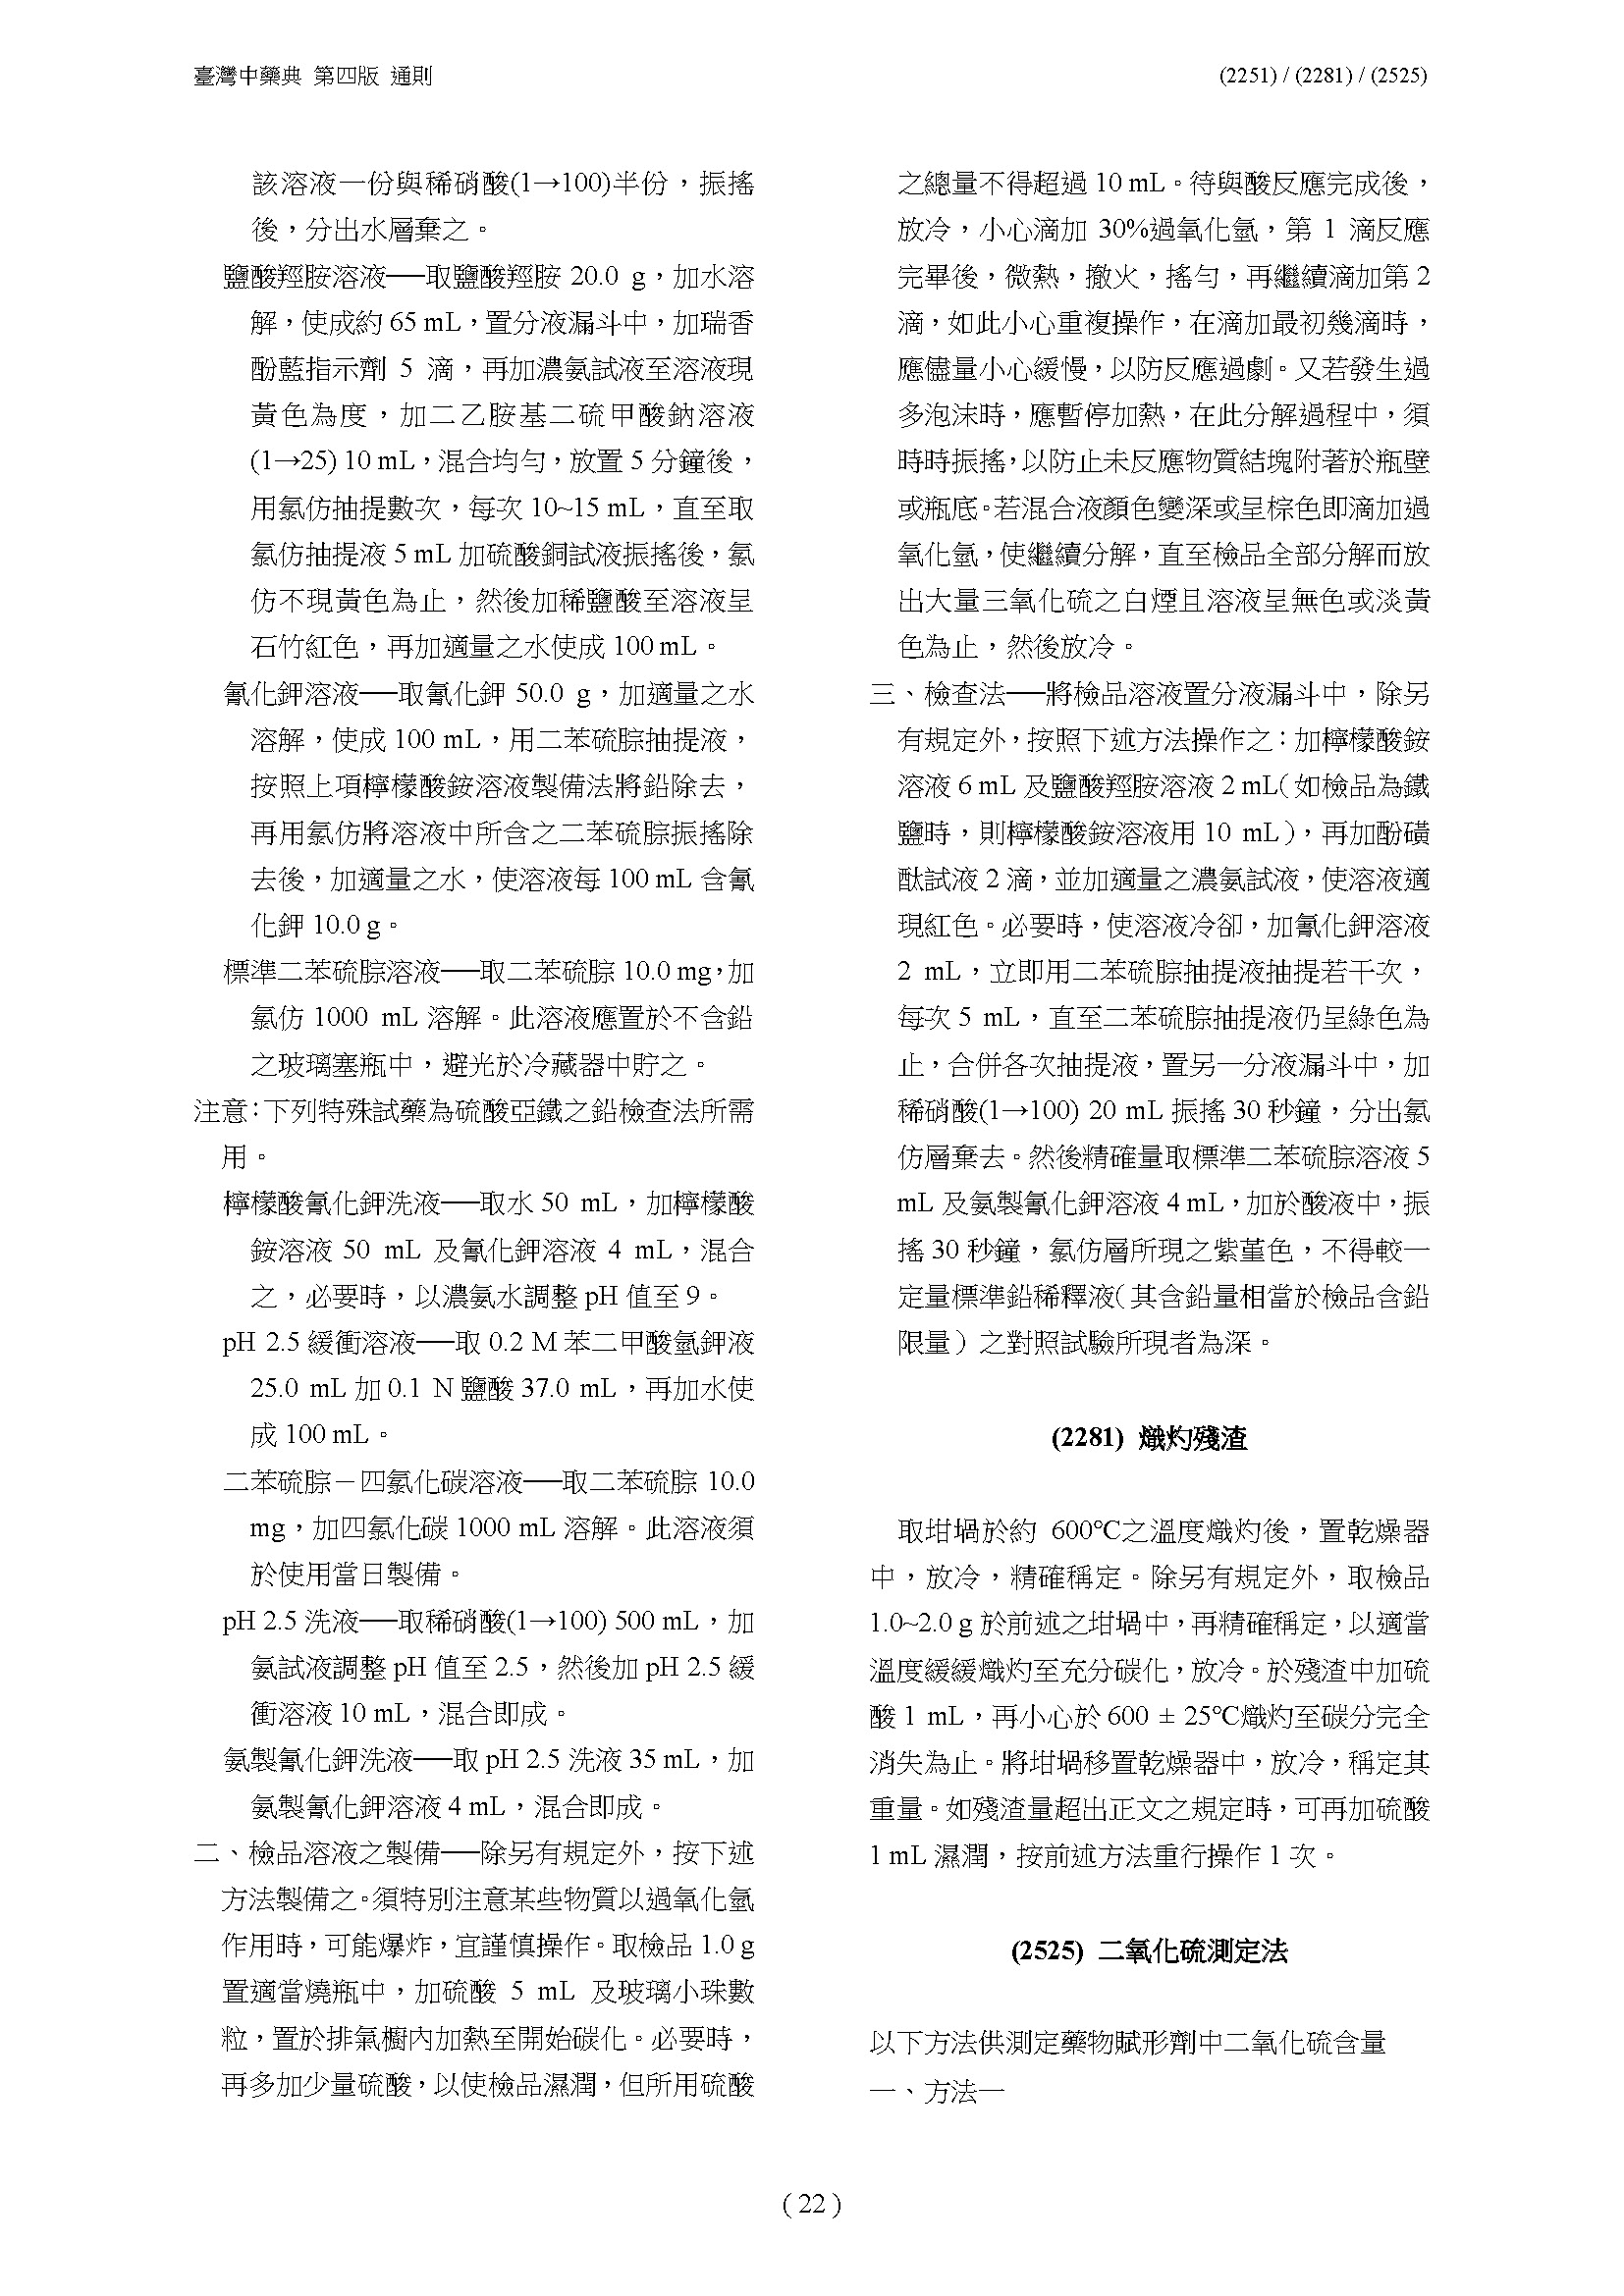 臺灣中藥典 第四版 通則
(2251) / (2281) / (2525)
該溶液一份與稀硝酸(1→100)半份，振搖
後，分出水層棄之。
鹽酸羥胺溶液──取鹽酸羥胺 20.0 g，加水溶
解，使成約 65 mL，置分液漏斗中，加瑞香
酚藍指示劑 5 滴，再加濃氨試液至溶液現
黃色為度，加二乙胺基二硫甲酸鈉溶液
(1→25) 10 mL，混合均勻，放置 5 分鐘後，
用氯仿抽提數次，每次 10~15 mL，直至取
氯仿抽提液 5 mL 加硫酸銅試液振搖後，氯
仿不現黃色為止，然後加稀鹽酸至溶液呈
石竹紅色，再加適量之水使成 100 mL。
氰化鉀溶液──取氰化鉀 50.0 g，加適量之水
溶解，使成 100 mL，用二苯硫腙抽提液，
按照上項檸檬酸銨溶液製備法將鉛除去，
再用氯仿將溶液中所含之二苯硫腙振搖除
去後，加適量之水，使溶液每 100 mL 含氰
化鉀 10.0 g。
標準二苯硫腙溶液──取二苯硫腙 10.0 mg，加
氯仿 1000 mL 溶解。此溶液應置於不含鉛
之玻璃塞瓶中，避光於冷藏器中貯之。
注意：下列特殊試藥為硫酸亞鐵之鉛檢查法所需
用。
檸檬酸氰化鉀洗液──取水 50 mL，加檸檬酸
銨溶液 50 mL 及氰化鉀溶液 4 mL，混合
之，必要時，以濃氨水調整 pH 值至 9。
pH 2.5 緩衝溶液──取 0.2 M 苯二甲酸氫鉀液
25.0 mL 加 0.1 N 鹽酸 37.0 mL，再加水使
成 100 mL。
二苯硫腙－四氯化碳溶液──取二苯硫腙 10.0
mg，加四氯化碳 1000 mL 溶解。此溶液須
於使用當日製備。
pH 2.5 洗液──取稀硝酸(1→100) 500 mL，加
氨試液調整 pH 值至 2.5，然後加 pH 2.5 緩
衝溶液 10 mL，混合即成。
氨製氰化鉀洗液──取 pH 2.5 洗液 35 mL，加
氨製氰化鉀溶液 4 mL，混合即成。
二、檢品溶液之製備──除另有規定外，按下述
方法製備之。須特別注意某些物質以過氧化氫
作用時，可能爆炸，宜謹慎操作。取檢品 1.0 g
置適當燒瓶中，加硫酸 5 mL 及玻璃小珠數
粒，置於排氣櫥內加熱至開始碳化。必要時，
再多加少量硫酸，以使檢品濕潤，但所用硫酸
之總量不得超過 10 mL。待與酸反應完成後，
放冷，小心滴加 30%過氧化氫，第 1 滴反應
完畢後，微熱，撤火，搖勻，再繼續滴加第 2
滴，如此小心重複操作，在滴加最初幾滴時，
應儘量小心緩慢，以防反應過劇。又若發生過
多泡沫時，應暫停加熱，在此分解過程中，須
時時振搖，以防止未反應物質結塊附著於瓶壁
或瓶底。若混合液顏色變深或呈棕色即滴加過
氧化氫，使繼續分解，直至檢品全部分解而放
出大量三氧化硫之白煙且溶液呈無色或淡黃
色為止，然後放冷。
三、檢查法──將檢品溶液置分液漏斗中，除另
有規定外，按照下述方法操作之：加檸檬酸銨
溶液 6 mL 及鹽酸羥胺溶液 2 mL（如檢品為鐵
鹽時，則檸檬酸銨溶液用 10 mL），再加酚磺
酞試液 2 滴，並加適量之濃氨試液，使溶液適
現紅色。必要時，使溶液冷卻，加氰化鉀溶液
2 mL，立即用二苯硫腙抽提液抽提若干次，
每次 5 mL，直至二苯硫腙抽提液仍呈綠色為
止，合併各次抽提液，置另一分液漏斗中，加
稀硝酸(1→100) 20 mL 振搖 30 秒鐘，分出氯
仿層棄去。然後精確量取標準二苯硫腙溶液 5
mL 及氨製氰化鉀溶液 4 mL，加於酸液中，振
搖 30 秒鐘，氯仿層所現之紫堇色，不得較一
定量標準鉛稀釋液（其含鉛量相當於檢品含鉛
限量）之對照試驗所現者為深。
(2281) 熾灼殘渣
取坩堝於約 600℃之溫度熾灼後，置乾燥器
中，放冷，精確稱定。除另有規定外，取檢品
1.0~2.0 g 於前述之坩堝中，再精確稱定，以適當
溫度緩緩熾灼至充分碳化，放冷。於殘渣中加硫
酸 1 mL，再小心於 600 ± 25℃熾灼至碳分完全
消失為止。將坩堝移置乾燥器中，放冷，稱定其
重量。如殘渣量超出正文之規定時，可再加硫酸
1 mL 濕潤，按前述方法重行操作 1 次。
(2525) 二氧化硫測定法
以下方法供測定藥物賦形劑中二氧化硫含量
一、方法一
( 22 )